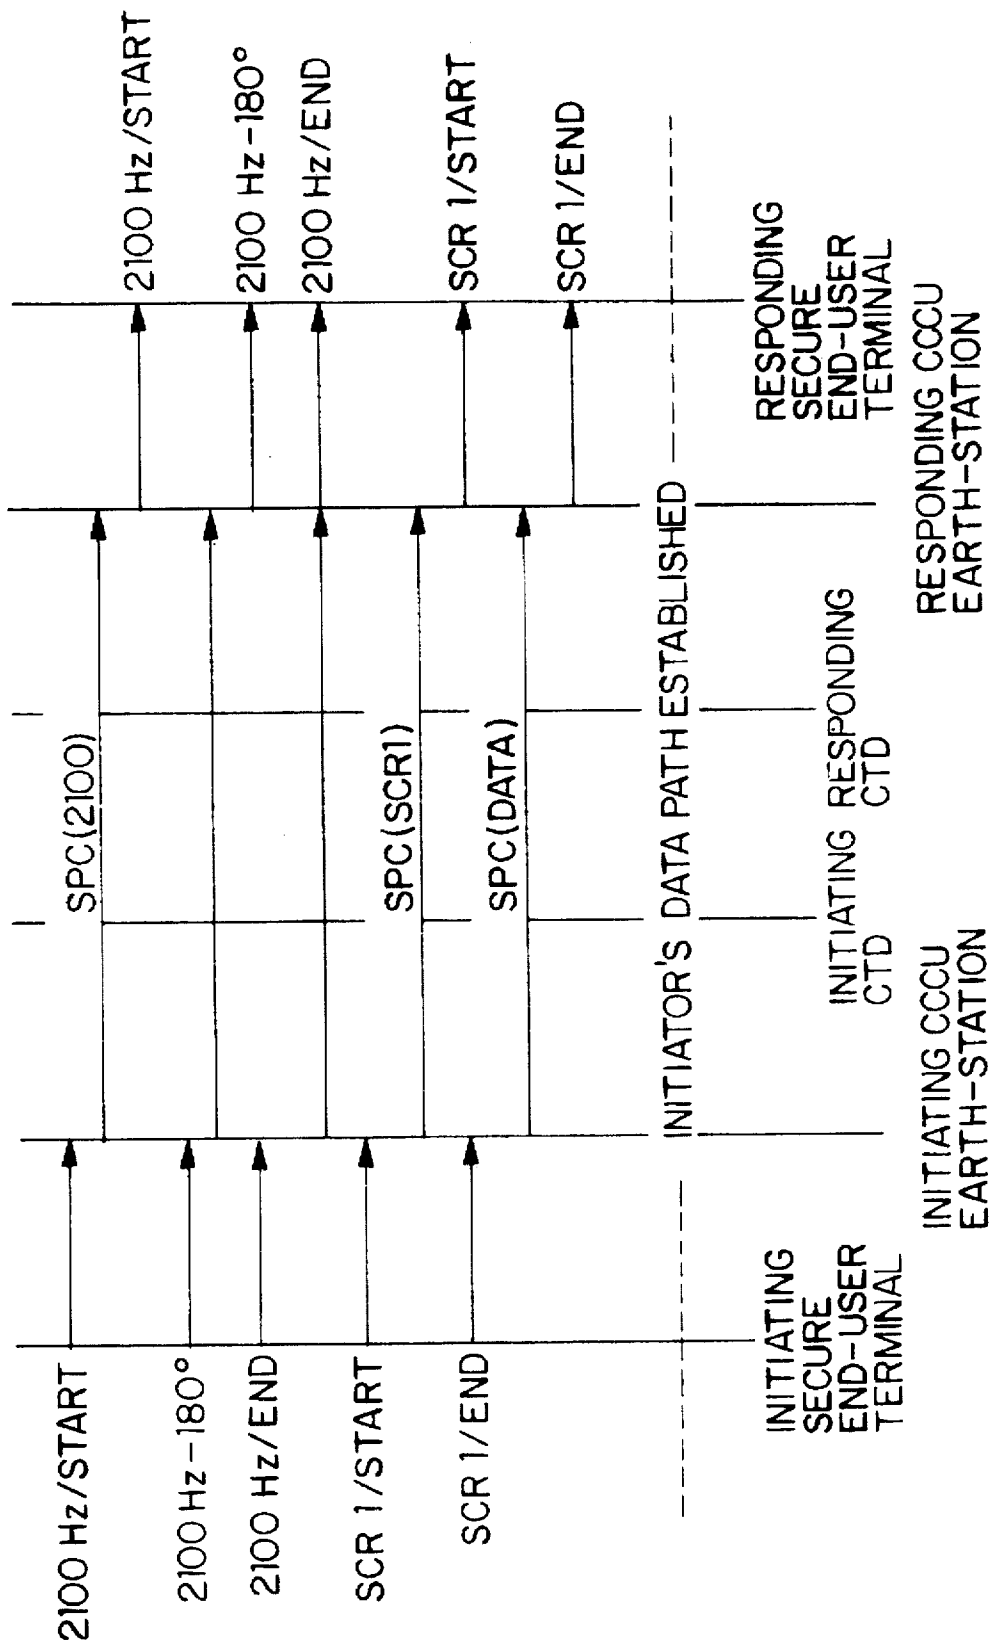 2100 Hz/START
2100 Hz-180°
2100 Hz/END
SCR 1/START
SCR 1/END
SPC(2100)
SPC(SCR1)
SPC(DATA)
2100 Hz/START
2100 Hz-180°
2100 Hz/END
SCR 1/START
SCR 1/END
INITIATOR'S DATA PATH ESTABLISHED
INITIATING
SECURE
END-USER
TERMINAL
INITIATING CCCU
EARTH-STATION
INITIATING
CTD
RESPONDING
CTD
RESPONDING CCCU
EARTH-STATION
RESPONDING
SECURE
END-USER
TERMINAL